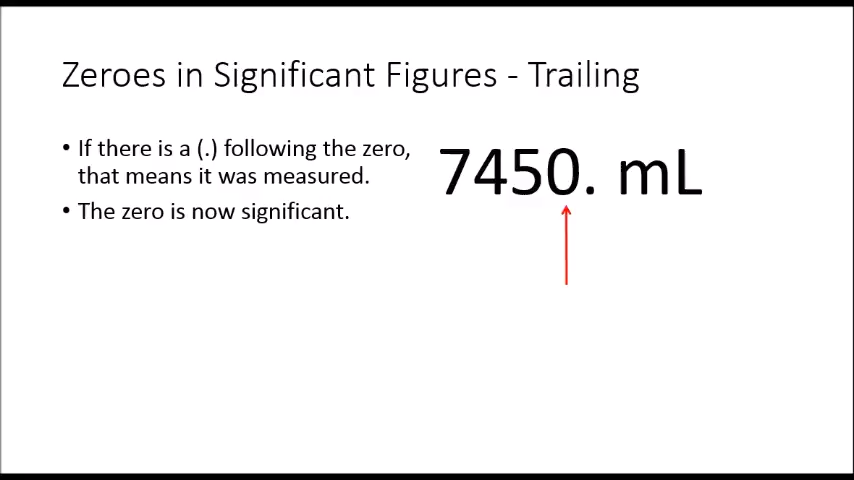 Zeroes in Significant Figures - Trailing
• If there is a (.) following the zero,
that means it was measured.
• The zero is now significant.
7450. mL